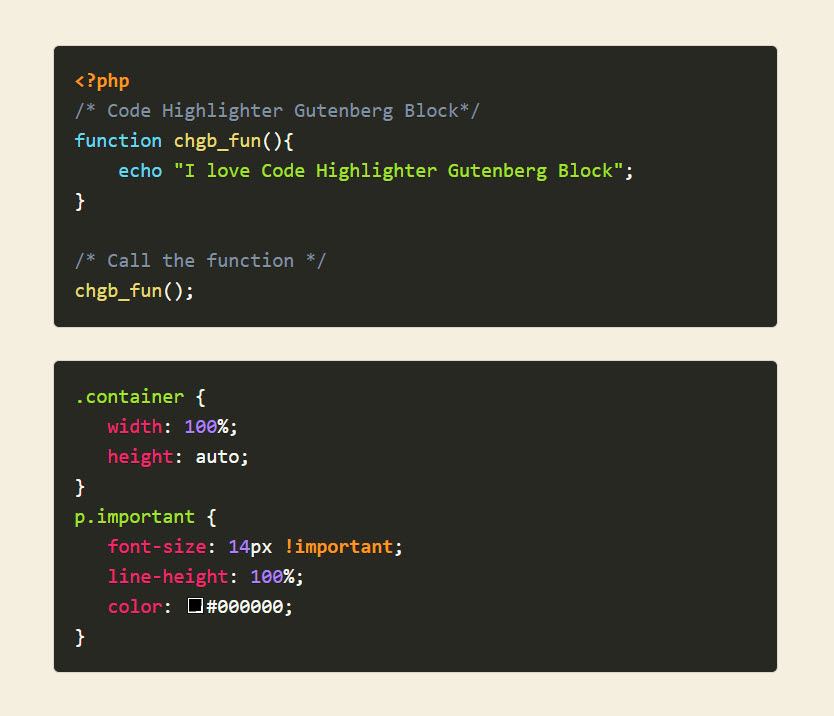 <?php
/* Code Highlighter Gutenberg Block*/
function chgb_fun(){
    echo "I love Code Highlighter Gutenberg Block";
}

/* Call the function */
chgb_fun();

.container {
   width: 100%;
   height: auto;
}
p.important {
   font-size: 14px !important;
   line-height: 100%;
   color: #000000;
}